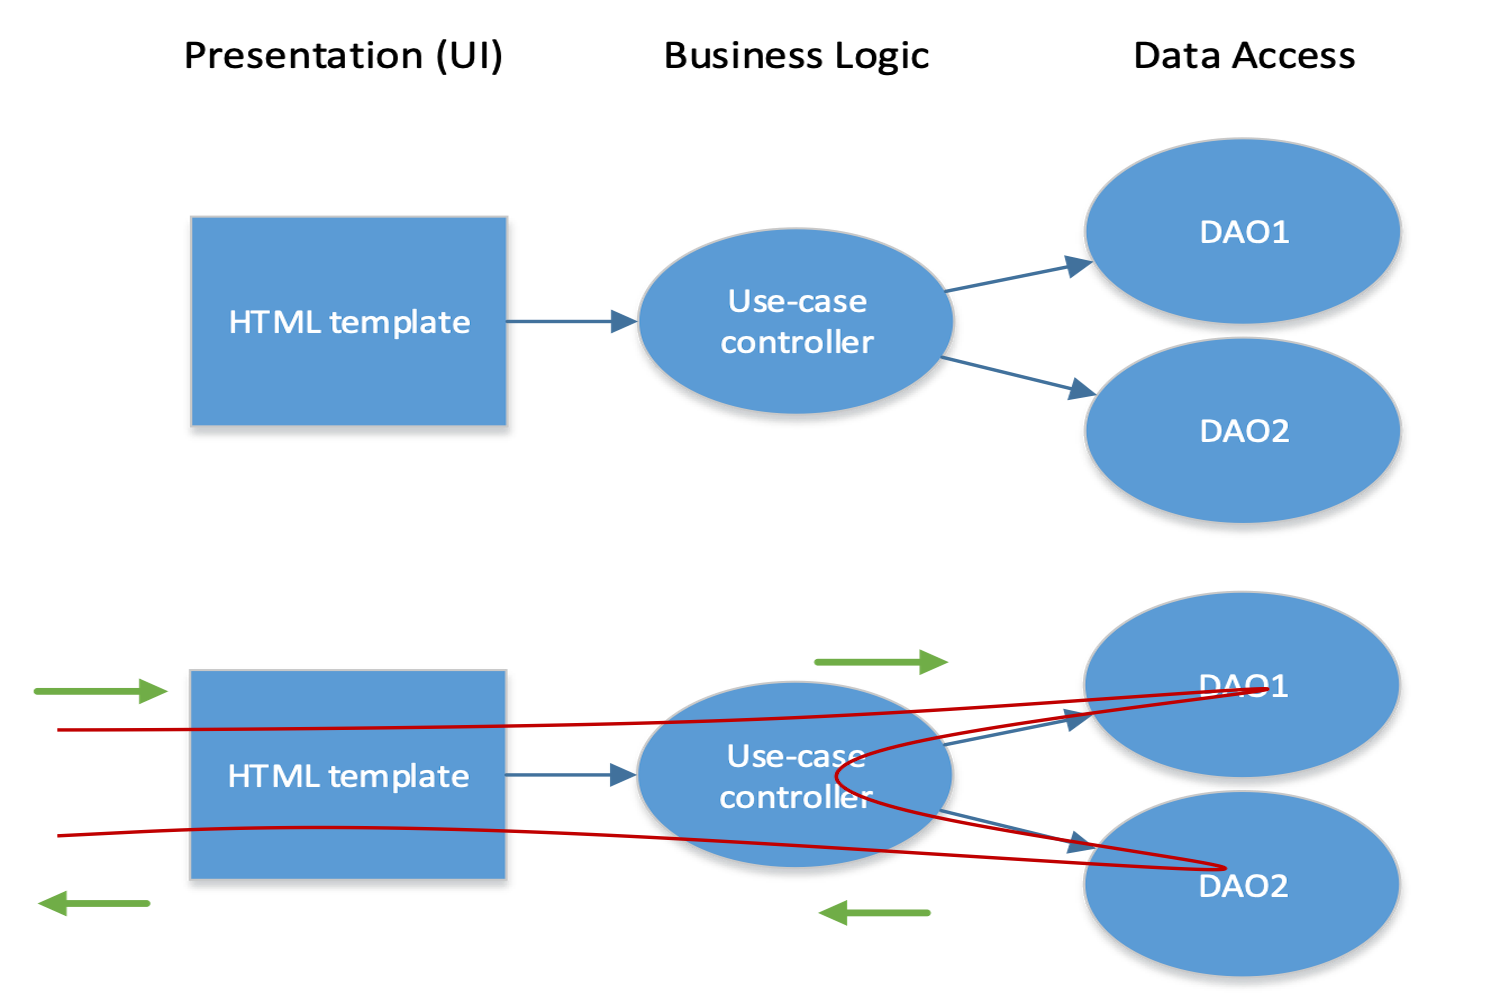 Presentation (UI)
Business Logic
Data Access
HTML template
Use-case
controller
DAO1
DAO2
HTML template
Use-case
controller
DAO1
DAO2